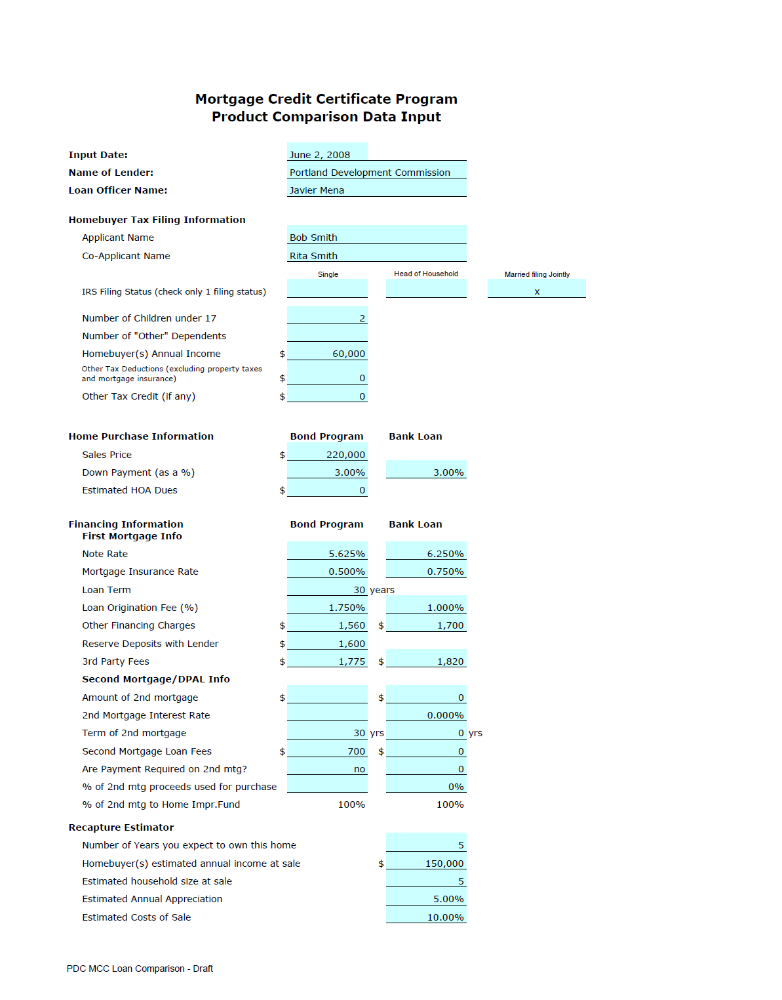 Mortgage Credit Certificate Program
Product Comparison Data Input
Input Date: June 2, 2008
Name of Lender: Portland Development Commission
Loan Officer Name: Javier Mena
Homebuyer Tax Filing Information
Applicant Name Bob Smith
Co-Applicant Name Rita Smith
Single Head of Household Married filing Jointly
IRS Filing Status (check only 1 filing status) x
Number of Children under 17 2
Number of "Other" Dependents
Homebuyer(s) Annual Income $ 60,000
Other Tax Deductions (excluding property taxes
and mortgage insurance) $ 0
Other Tax Credit (if any) $ 0
Home Purchase Information Bond Program Bank Loan
Sales Price $ 220,000
Down Payment (as a %) 3.00% 3.00%
Estimated HOA Dues $ 0
Financing Information Bond Program Bank Loan
First Mortgage Info
Note Rate 5.625% 6.250%
Mortgage Insurance Rate 0.500% 0.750%
Loan Term 30 years
Loan Origination Fee (%) 1.750% 1.000%
Other Financing Charges $ 1,560 $ 1,700
Reserve Deposits with Lender $ 1,600
3rd Party Fees $ 1,775 $ 1,820
Second Mortgage/DPAL Info
Amount of 2nd mortgage $ $ 0
2nd Mortgage Interest Rate 0.000%
Term of 2nd mortgage 30 yrs 0 yrs
Second Mortgage Loan Fees $ 700 $ 0
Are Payment Required on 2nd mtg? no 0
% of 2nd mtg proceeds used for purchase 0%
% of 2nd mtg to Home Impr.Fund 100% 100%
Recapture Estimator
Number of Years you expect to own this home 5
Homebuyer(s) estimated annual income at sale $ 150,000
Estimated household size at sale 5
Estimated Annual Appreciation 5.00%
Estimated Costs of Sale 10.00%
PDC MCC Loan Comparison - Draft